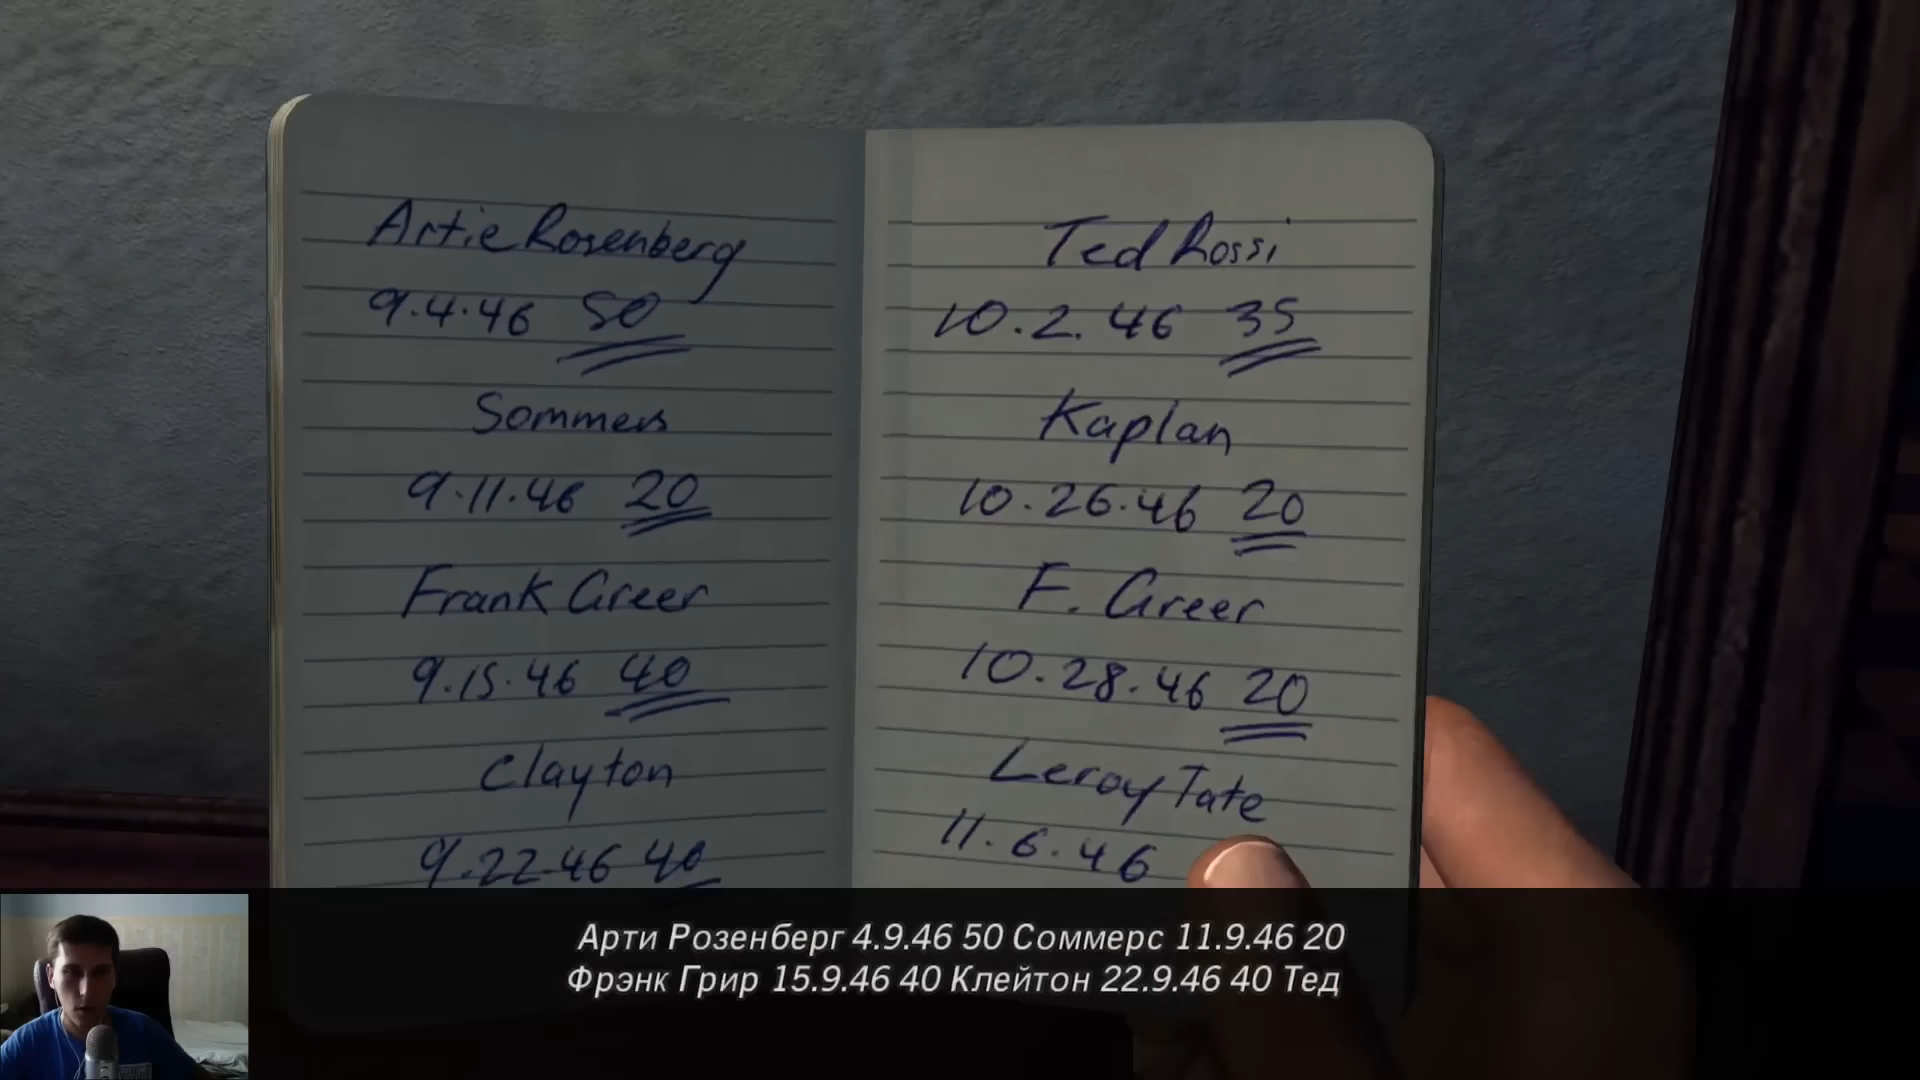 Artie Rosenberg
9.4.46 50
Sommers
9.11.46 20
Frank Greer
9.15.46 40
Clayton
9.22.46 40
Ted Rossi
10.2.46 35
Kaplan
10.26.46 20
F. Greer
10.28.46 20
Leroy Tate
11.6.46
Арти Розенберг 4.9.46 50 Соммерс 11.9.46 20
Фрэнк Грир 15.9.46 40 Клейтон 22.9.46 40 Тед